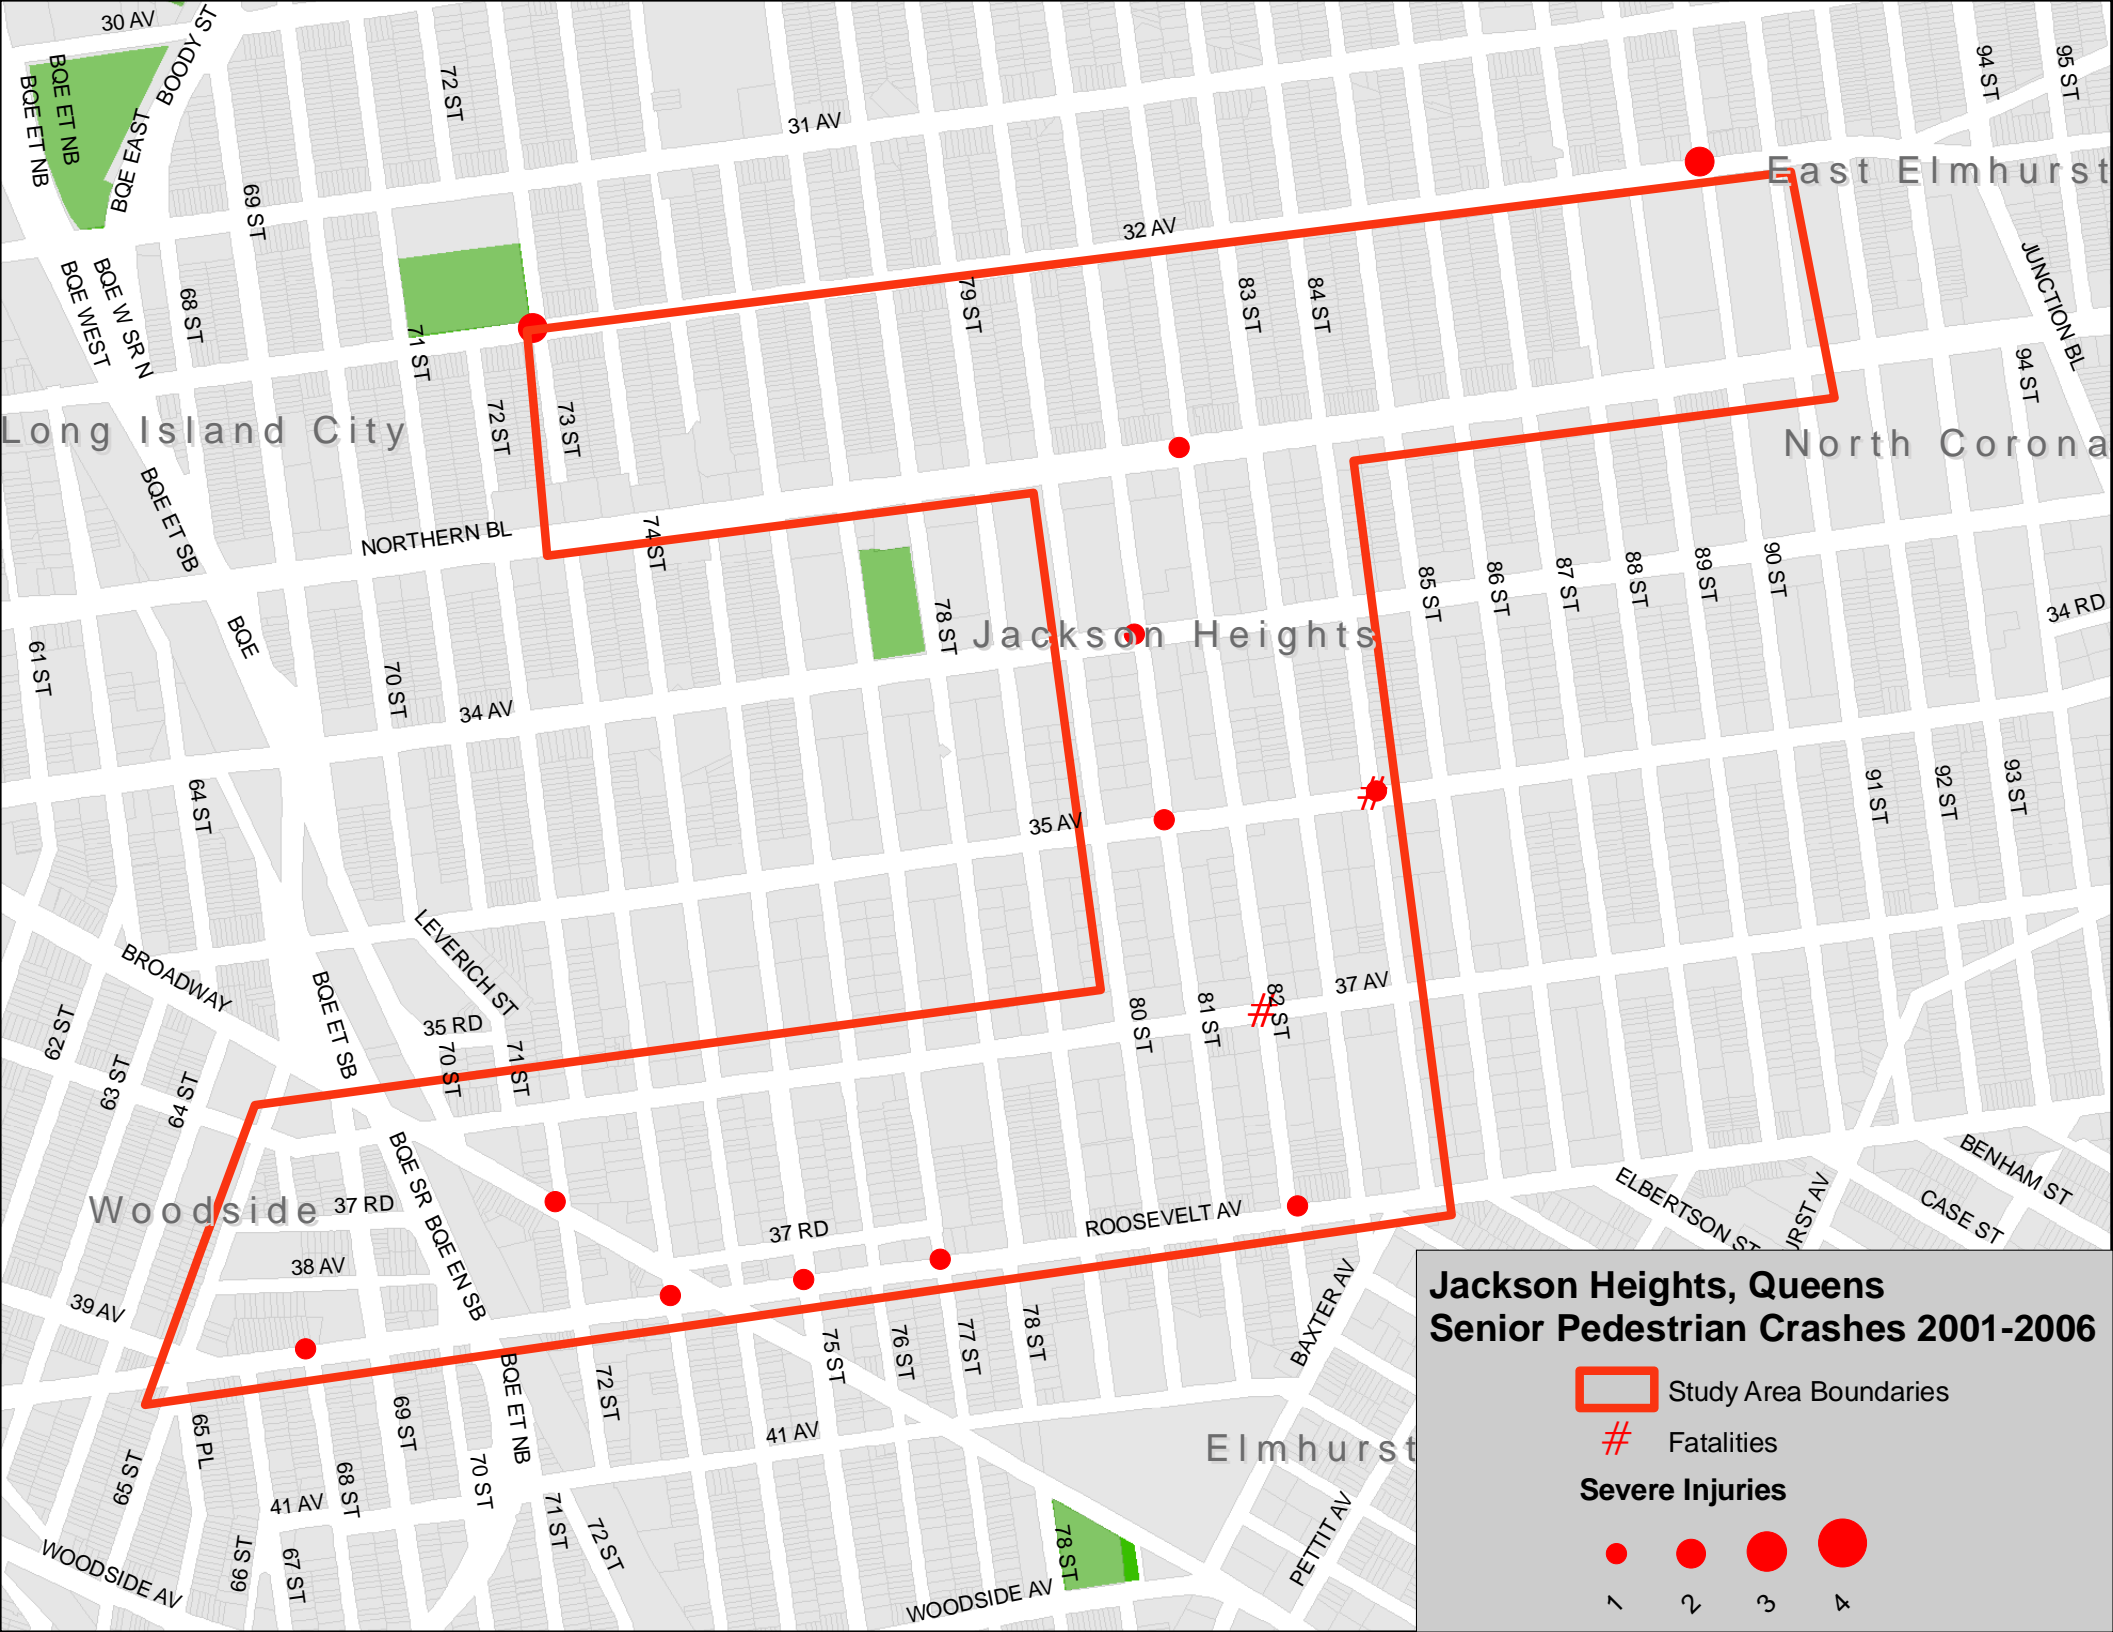 30 AV
BOODY ST
BQE ET NB
BQE ET NB
BQE EAST
72 ST
31 AV
94 ST
95 ST
East Elmhurst
69 ST
32 AV
BQE WEST
BQE W SR N
68 ST
71 ST
79 ST
83 ST
84 ST
JUNCTION BL
94 ST
Long Island City
72 ST
73 ST
North Corona
BQE ET SB
NORTHERN BL
74 ST
85 ST
86 ST
87 ST
88 ST
89 ST
90 ST
34 RD
BQE
78 ST
Jackson Heights
61 ST
70 ST
34 AV
64 ST
35 AV
#
91 ST
92 ST
93 ST
LEVERICH ST
BROADWAY
BQE ET SB
35 RD
37 AV
#
80 ST
81 ST
82 ST
62 ST
63 ST
64 ST
70 ST
71 ST
BQE SR
BQE EN SB
Woodside
37 RD
37 RD
ROOSEVELT AV
38 AV
39 AV
BENHAM ST
CASE ST
ELBERTSON ST
URST AV
BAXTER AV
75 ST
76 ST
77 ST
78 ST
BQE ET NB
72 ST
69 ST
65 PL
65 ST
41 AV
68 ST
70 ST
41 AV
71 ST
72 ST
66 ST
67 ST
WOODSIDE AV
Elmhurst
PETTIT AV
78 ST
WOODSIDE AV
Jackson Heights, Queens
Senior Pedestrian Crashes 2001-2006
Study Area Boundaries
# Fatalities
Severe Injuries
1 2 3 4